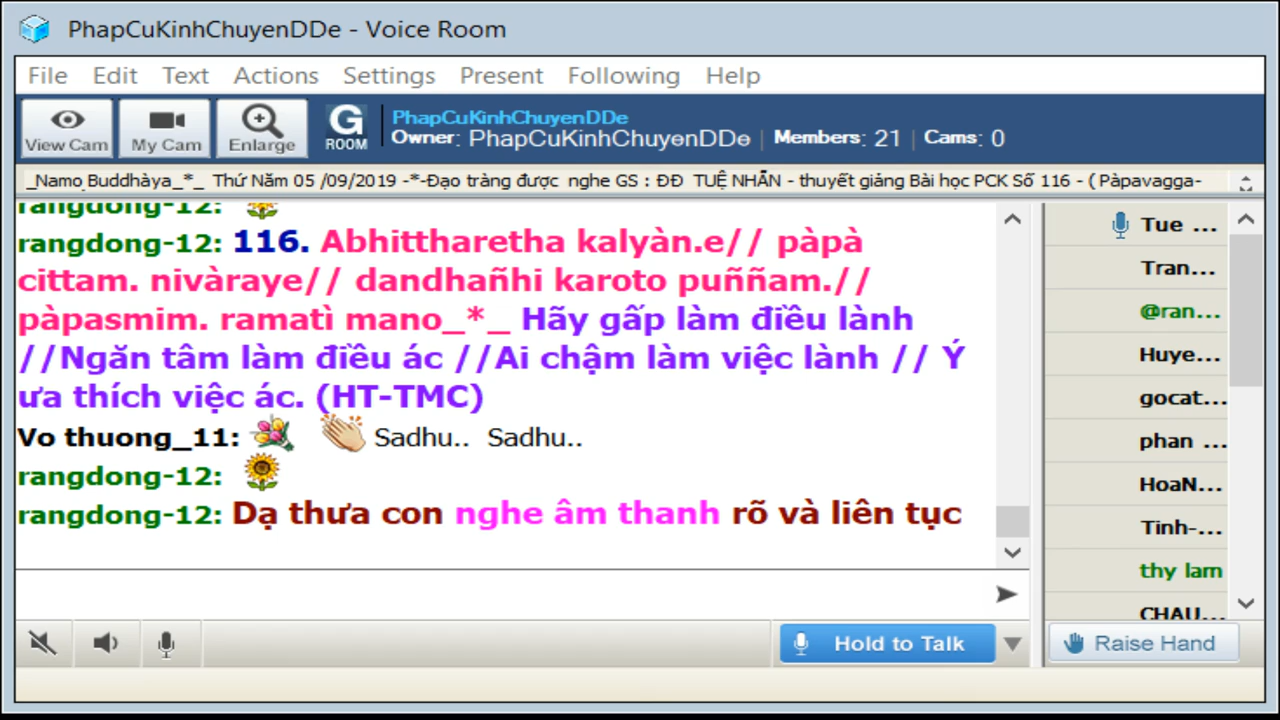 PhapCuKinhChuyenDDe - Voice Room
File Edit Text Actions Settings Present Following Help
View Cam My Cam Enlarge G ROOM
PhapCuKinhChuyenDDe
Owner: PhapCuKinhChuyenDDe | Members: 21 | Cams: 0
_Namo Buddhàya_*_ Thứ Năm 05 /09/2019 -*-Đạo tràng được nghe GS : ĐĐ TUỆ NHẪN - thuyết giảng Bài học PCK Số 116 - ( Pàpavagga-
rangdong-12:
rangdong-12: 116. Abhittharetha kalyàn.e// pàpà
cittam. nivàraye// dandhañhi karoto puññam.//
pàpasmim. ramatì mano_*_ Hãy gấp làm điều lành
//Ngăn tâm làm điều ác //Ai chậm làm việc lành // Ý
ưa thích việc ác. (HT-TMC)
Vo thuong_11: Sadhu.. Sadhu..
rangdong-12:
rangdong-12: Dạ thưa con nghe âm thanh rõ và liên tục
Tue ...
Tran...
@ran...
Huye...
gocat...
phan ...
HoaN...
Tinh-...
thy lam
CHAU...
Hold to Talk
Raise Hand